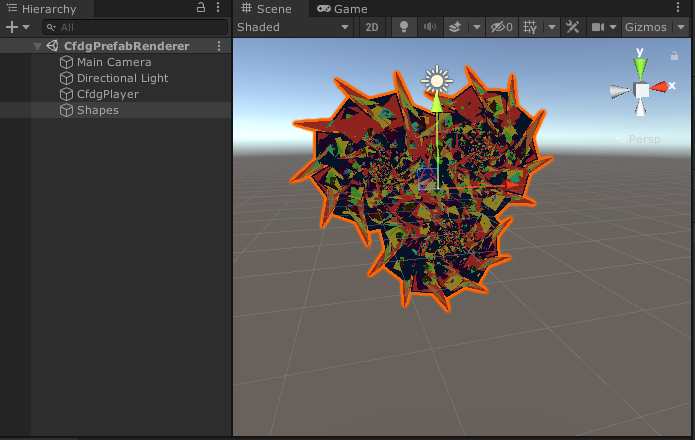 Hierarchy
All
CfdgPrefabRenderer
Main Camera
Directional Light
CfdgPlayer
Shapes
Scene
Game
Shaded
2D
0
Gizmos
y
x
Persp